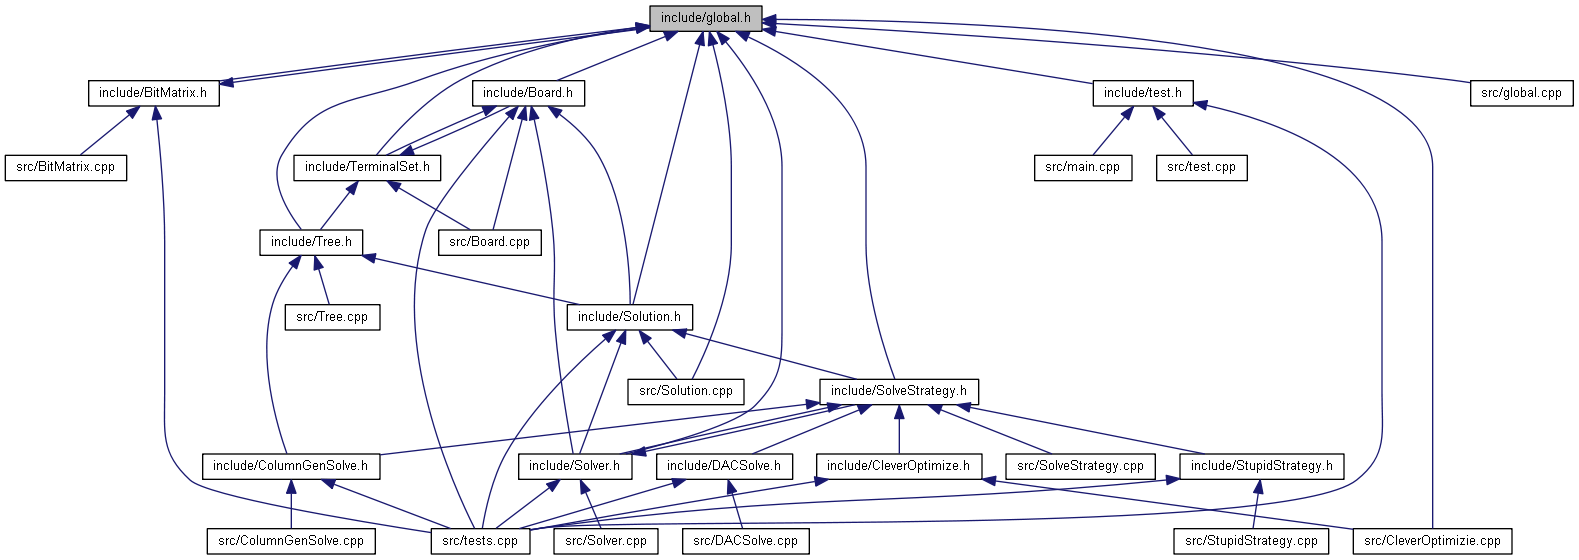 include/global.h
include/BitMatrix.h
include/Board.h
include/test.h
src/global.cpp
src/BitMatrix.cpp
include/TerminalSet.h
src/main.cpp
src/test.cpp
include/Tree.h
src/Board.cpp
src/Tree.cpp
include/Solution.h
src/Solution.cpp
include/SolveStrategy.h
include/ColumnGenSolve.h
include/Solver.h
include/DACSolve.h
include/CleverOptimize.h
src/SolveStrategy.cpp
include/StupidStrategy.h
src/ColumnGenSolve.cpp
src/tests.cpp
src/Solver.cpp
src/DACSolve.cpp
src/StupidStrategy.cpp
src/CleverOptimizie.cpp